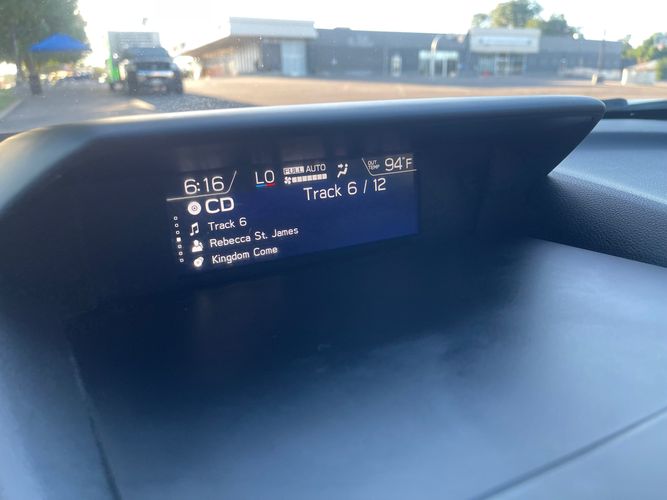 6:16
LO
FULL AUTO
OUT
TEMP
94°F
CD
Track 6 / 12
Track 6
Rebecca St. James
Kingdom Come